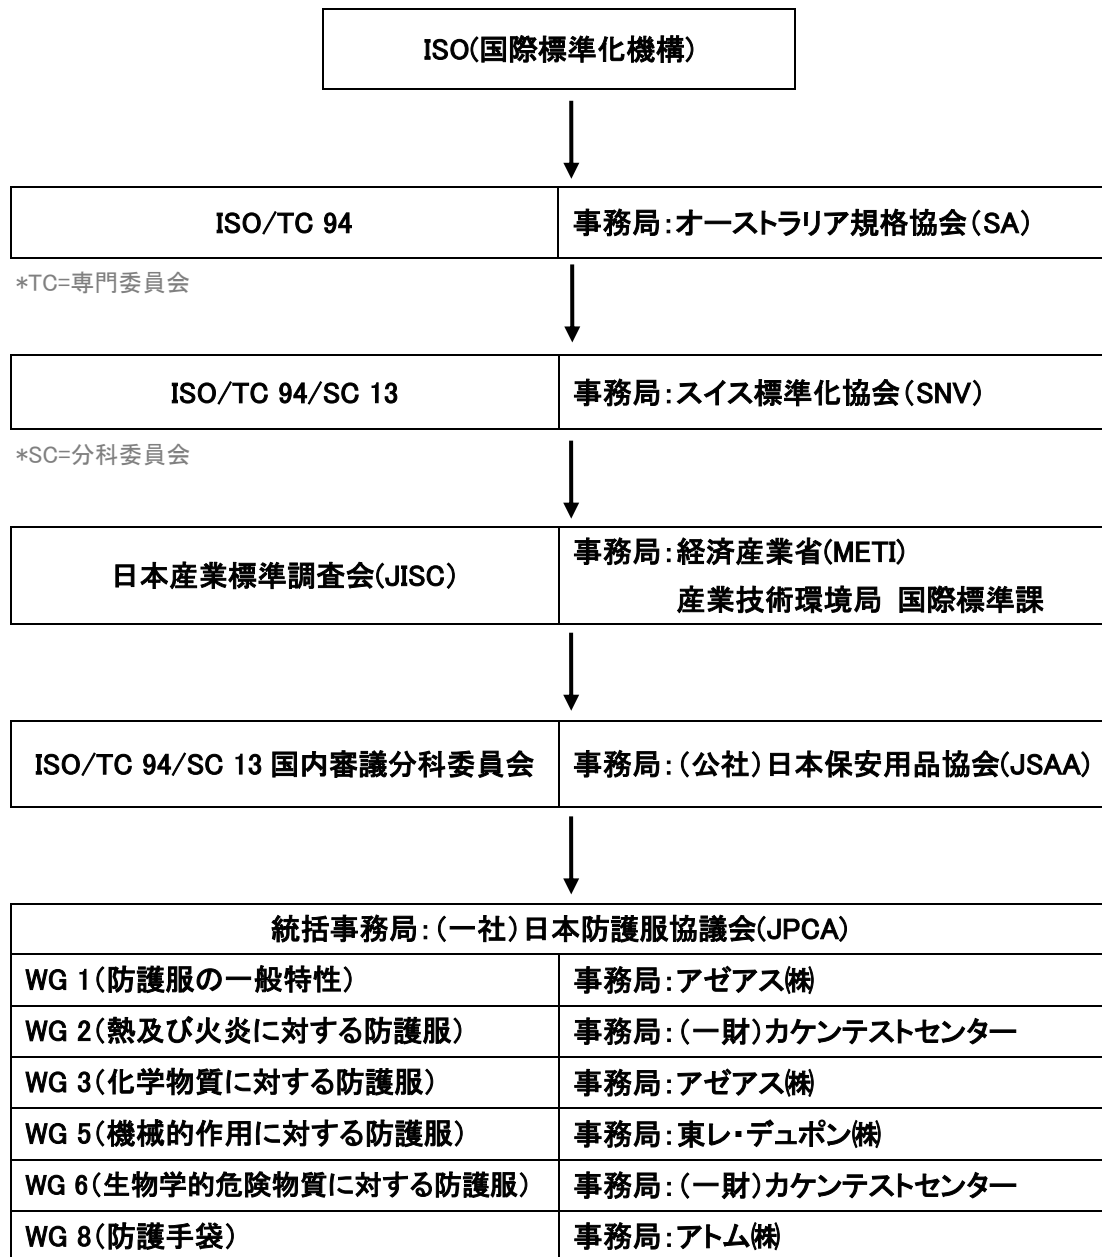 ISO(国際標準化機構)
ISO/TC 94 事務局:オーストラリア規格協会(SA)
*TC=専門委員会
ISO/TC 94/SC 13 事務局:スイス標準化協会(SNV)
*SC=分科委員会
日本産業標準調査会(JISC) 事務局:経済産業省(METI)
産業技術環境局 国際標準課
ISO/TC 94/SC 13 国内審議分科委員会 事務局:(公社)日本保安用品協会(JSAA)
統括事務局:(一社)日本防護服協議会(JPCA)
WG 1(防護服の一般特性) 事務局:アゼアス㈱
WG 2(熱及び火炎に対する防護服) 事務局:(一財)カケンテストセンター
WG 3(化学物質に対する防護服) 事務局:アゼアス㈱
WG 5(機械的作用に対する防護服) 事務局:東レ・デュポン㈱
WG 6(生物学的危険物質に対する防護服) 事務局:(一財)カケンテストセンター
WG 8(防護手袋) 事務局:アトム㈱